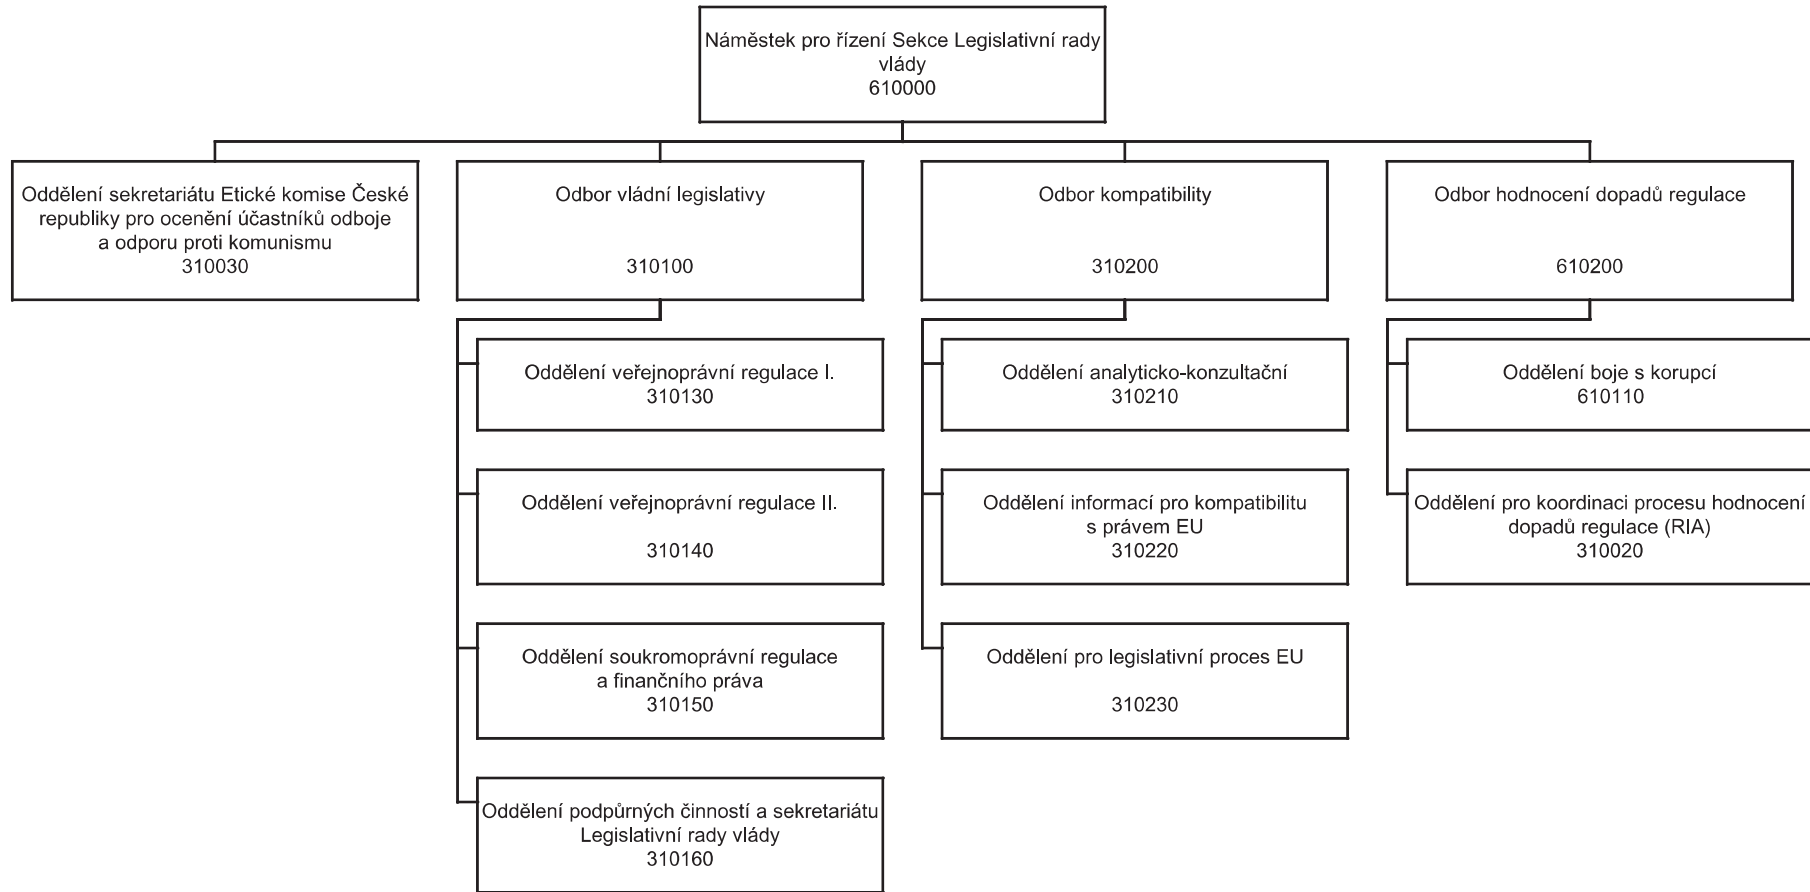 Náměstek pro řízení Sekce Legislativní rady
vlády
610000
Oddělení sekretariátu Etické komise České
republiky pro ocenění účastníků odboje
a odporu proti komunismu
310030
Odbor vládní legislativy
310100
Odbor kompatibility
310200
Odbor hodnocení dopadů regulace
610200
Oddělení veřejnoprávní regulace I.
310130
Oddělení veřejnoprávní regulace II.
310140
Oddělení soukromoprávní regulace
a finančního práva
310150
Oddělení podpůrných činností a sekretariátu
Legislativní rady vlády
310160
Oddělení analyticko-konzultační
310210
Oddělení informací pro kompatibilitu
s právem EU
310220
Oddělení pro legislativní proces EU
310230
Oddělení boje s korupcí
610110
Oddělení pro koordinaci procesu hodnocení
dopadů regulace (RIA)
310020